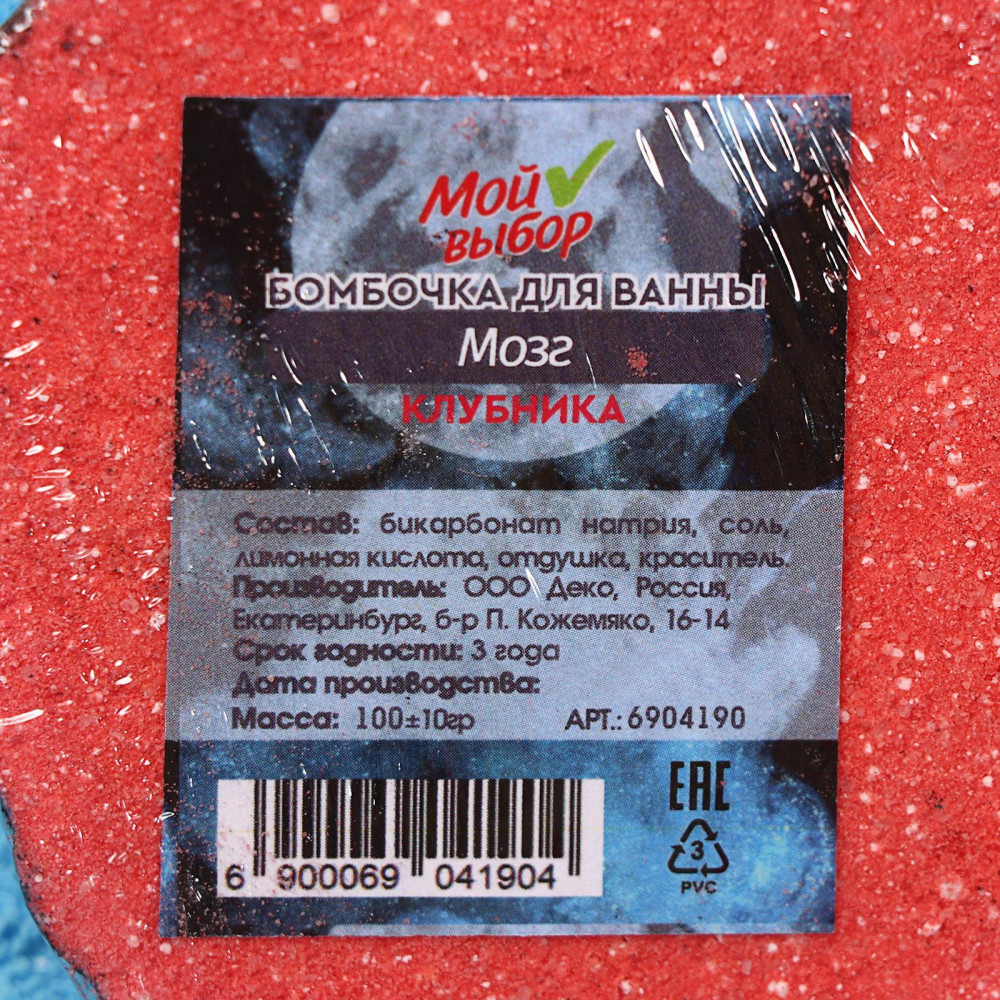 Мой
выбор
БОМБОЧКА ДЛЯ ВАННЫ
Мозг
КЛУБНИКА
Состав: бикарбонат натрия, соль,
лимонная кислота, отдушка, краситель.
Производитель: ООО Деко, Россия,
Екатеринбург, б-р П. Кожемяко, 16-14
Срок годности: 3 года
Дата производства:
Масса: 100±10гр АРТ.: 6904190
EAC
3
PVC
6 900069 041904